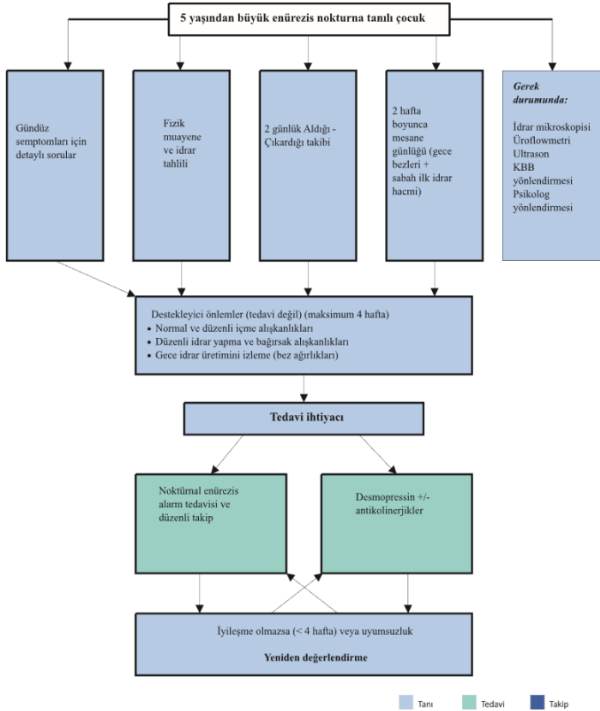 5 yaşından büyük enürezis nokturna tanılı çocuk
Gündüz
semptomları için
detaylı sorular
Fizik
muayene ve
idrar
tahlili
2 günlük Aldığı -
Çıkardığı takibi
2 hafta
boyunca
mesane
günlüğü (gece
bezleri +
sabah ilk idrar
hacmi)
Gerek
durumunda:
İdrar mikroskopisi
Üroflowmetri
Ultrason
KBB
yönlendirmesi
Psikolog
yönlendirmesi
Destekleyici önlemler (tedavi değil) (maksimum 4 hafta)
• Normal ve düzenli içme alışkanlıkları
• Düzenli idrar yapma ve bağırsak alışkanlıkları
• Gece idrar üretimini izleme (bez ağırlıkları)
Tedavi ihtiyacı
Noktürnal enürezis
alarm tedavisi ve
düzenli takip
Desmopressin +/-
antikolinerjikler
İyileşme olmazsa (< 4 hafta) veya uyumsuzluk
Yeniden değerlendirme
Tanı
Tedavi
Takip